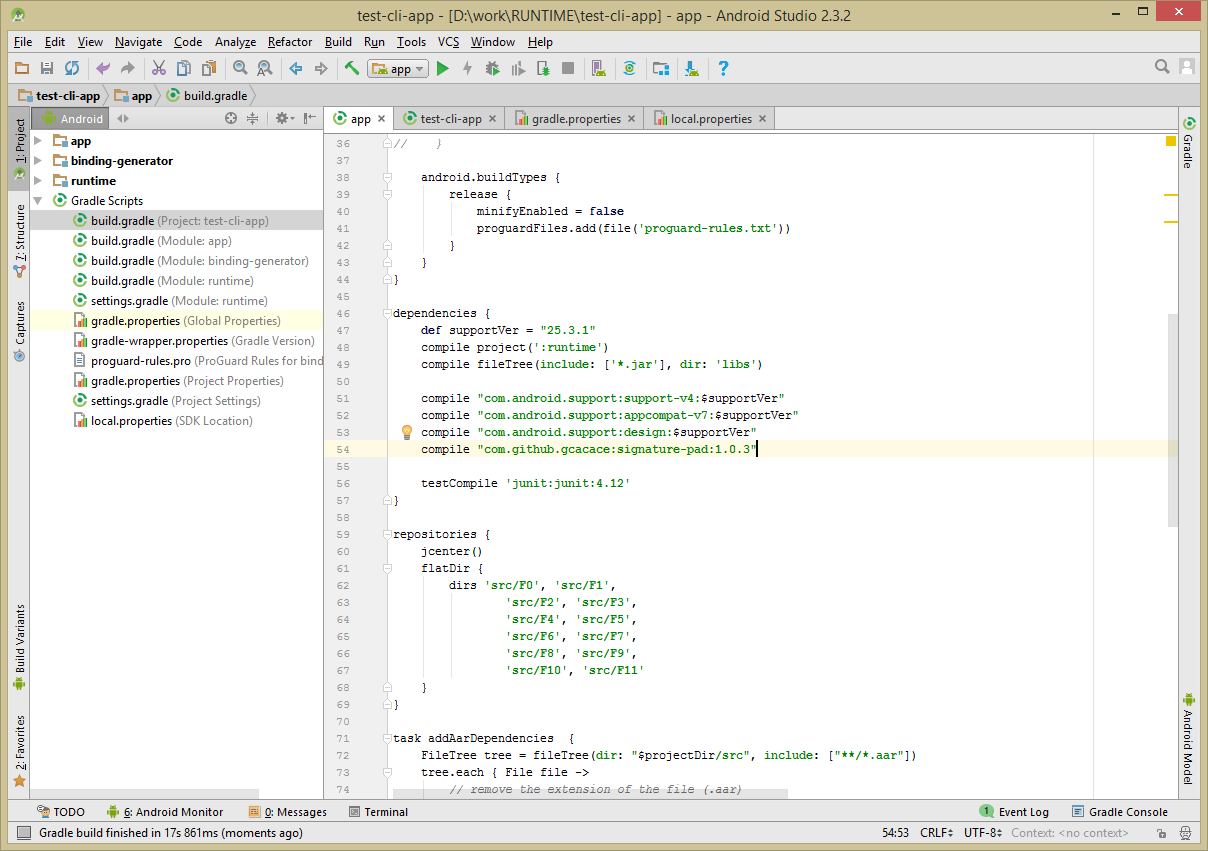 test-cli-app - [D:\work\RUNTIME\test-cli-app] - app - Android Studio 2.3.2
File Edit View Navigate Code Analyze Refactor Build Run Tools VCS Window Help
app
test-cli-app app build.gradle
Android
app test-cli-app gradle.properties local.properties
1: Project
7: Structure
Captures
Build Variants
2: Favorites
app
binding-generator
runtime
Gradle Scripts
build.gradle (Project: test-cli-app)
build.gradle (Module: app)
build.gradle (Module: binding-generator)
build.gradle (Module: runtime)
settings.gradle (Module: runtime)
gradle.properties (Global Properties)
gradle-wrapper.properties (Gradle Version)
proguard-rules.pro (ProGuard Rules for bind
gradle.properties (Project Properties)
settings.gradle (Project Settings)
local.properties (SDK Location)
36 // }
37
38 android.buildTypes {
39 release {
40 minifyEnabled = false
41 proguardFiles.add(file('proguard-rules.txt'))
42 }
43 }
44 }
45
46 dependencies {
47 def supportVer = "25.3.1"
48 compile project(':runtime')
49 compile fileTree(include: ['*.jar'], dir: 'libs')
50
51 compile "com.android.support:support-v4:$supportVer"
52 compile "com.android.support:appcompat-v7:$supportVer"
53 compile "com.android.support:design:$supportVer"
54 compile "com.github.gcacace:signature-pad:1.0.3"
55
56 testCompile 'junit:junit:4.12'
57 }
58
59 repositories {
60 jcenter()
61 flatDir {
62 dirs 'src/F0', 'src/F1',
63 'src/F2', 'src/F3',
64 'src/F4', 'src/F5',
65 'src/F6', 'src/F7',
66 'src/F8', 'src/F9',
67 'src/F10', 'src/F11'
68 }
69 }
70
71 task addAarDependencies {
72 FileTree tree = fileTree(dir: "$projectDir/src", include: ["**/*.aar"])
73 tree.each { File file ->
74 // remove the extension of the file (.aar)
Gradle
Android Model
TODO 6: Android Monitor 0: Messages Terminal 1 Event Log Gradle Console
Gradle build finished in 17s 861ms (moments ago) 54:53 CRLF UTF-8 Context: <no context>